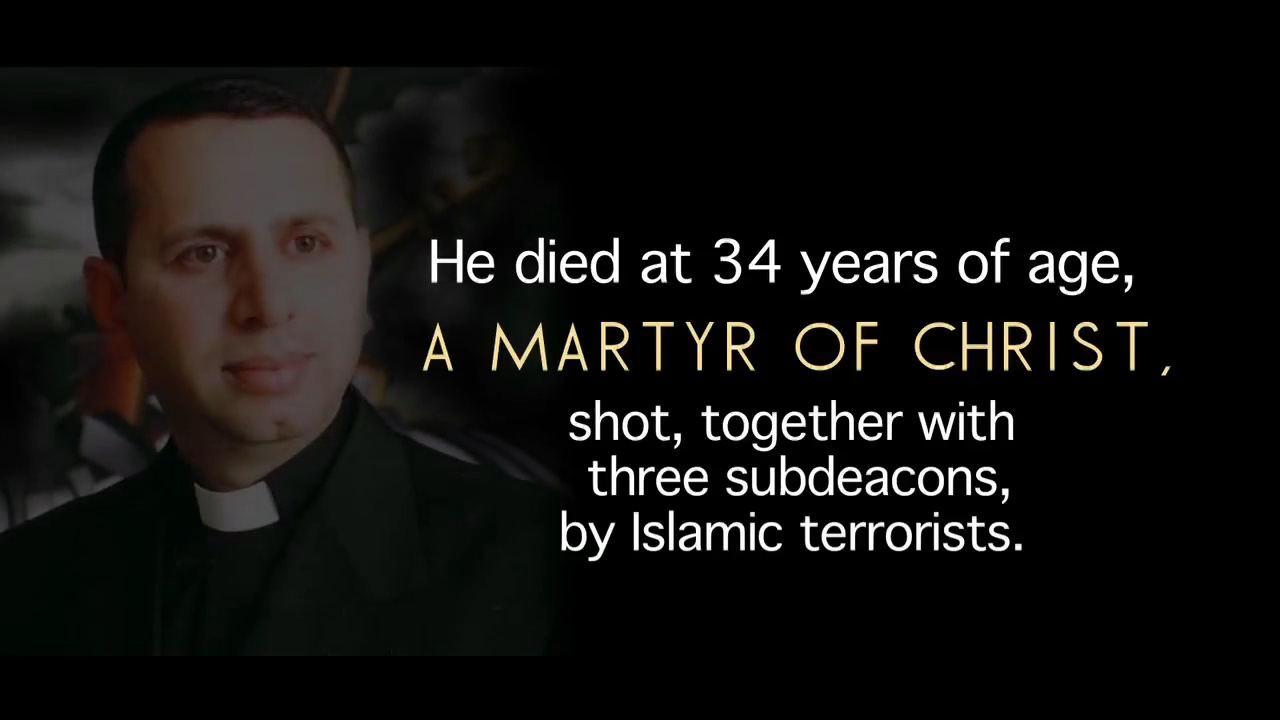 He died at 34 years of age,
A MARTYR OF CHRIST,
shot, together with
three subdeacons,
by Islamic terrorists.